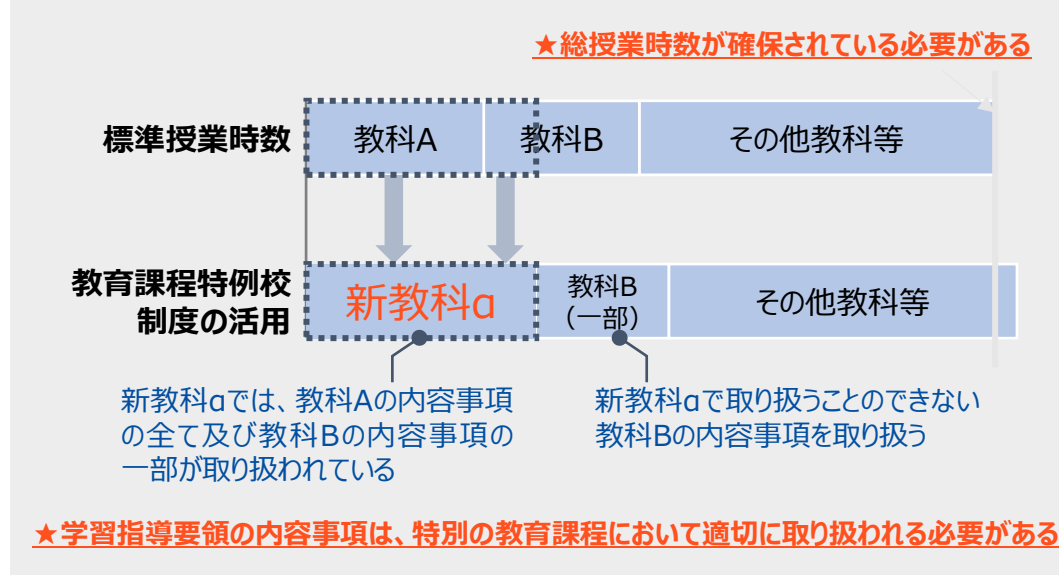 ★総授業時数が確保されている必要がある
標準授業時数
教科A
教科B
その他教科等
教育課程特例校
制度の活用
新教科α
教科B
（一部）
その他教科等
新教科αでは、教科Aの内容事項
の全て及び教科Bの内容事項の
一部が取り扱われている
新教科αで取り扱うことのできない
教科Bの内容事項を取り扱う
★学習指導要領の内容事項は、特別の教育課程において適切に取り扱われる必要がある